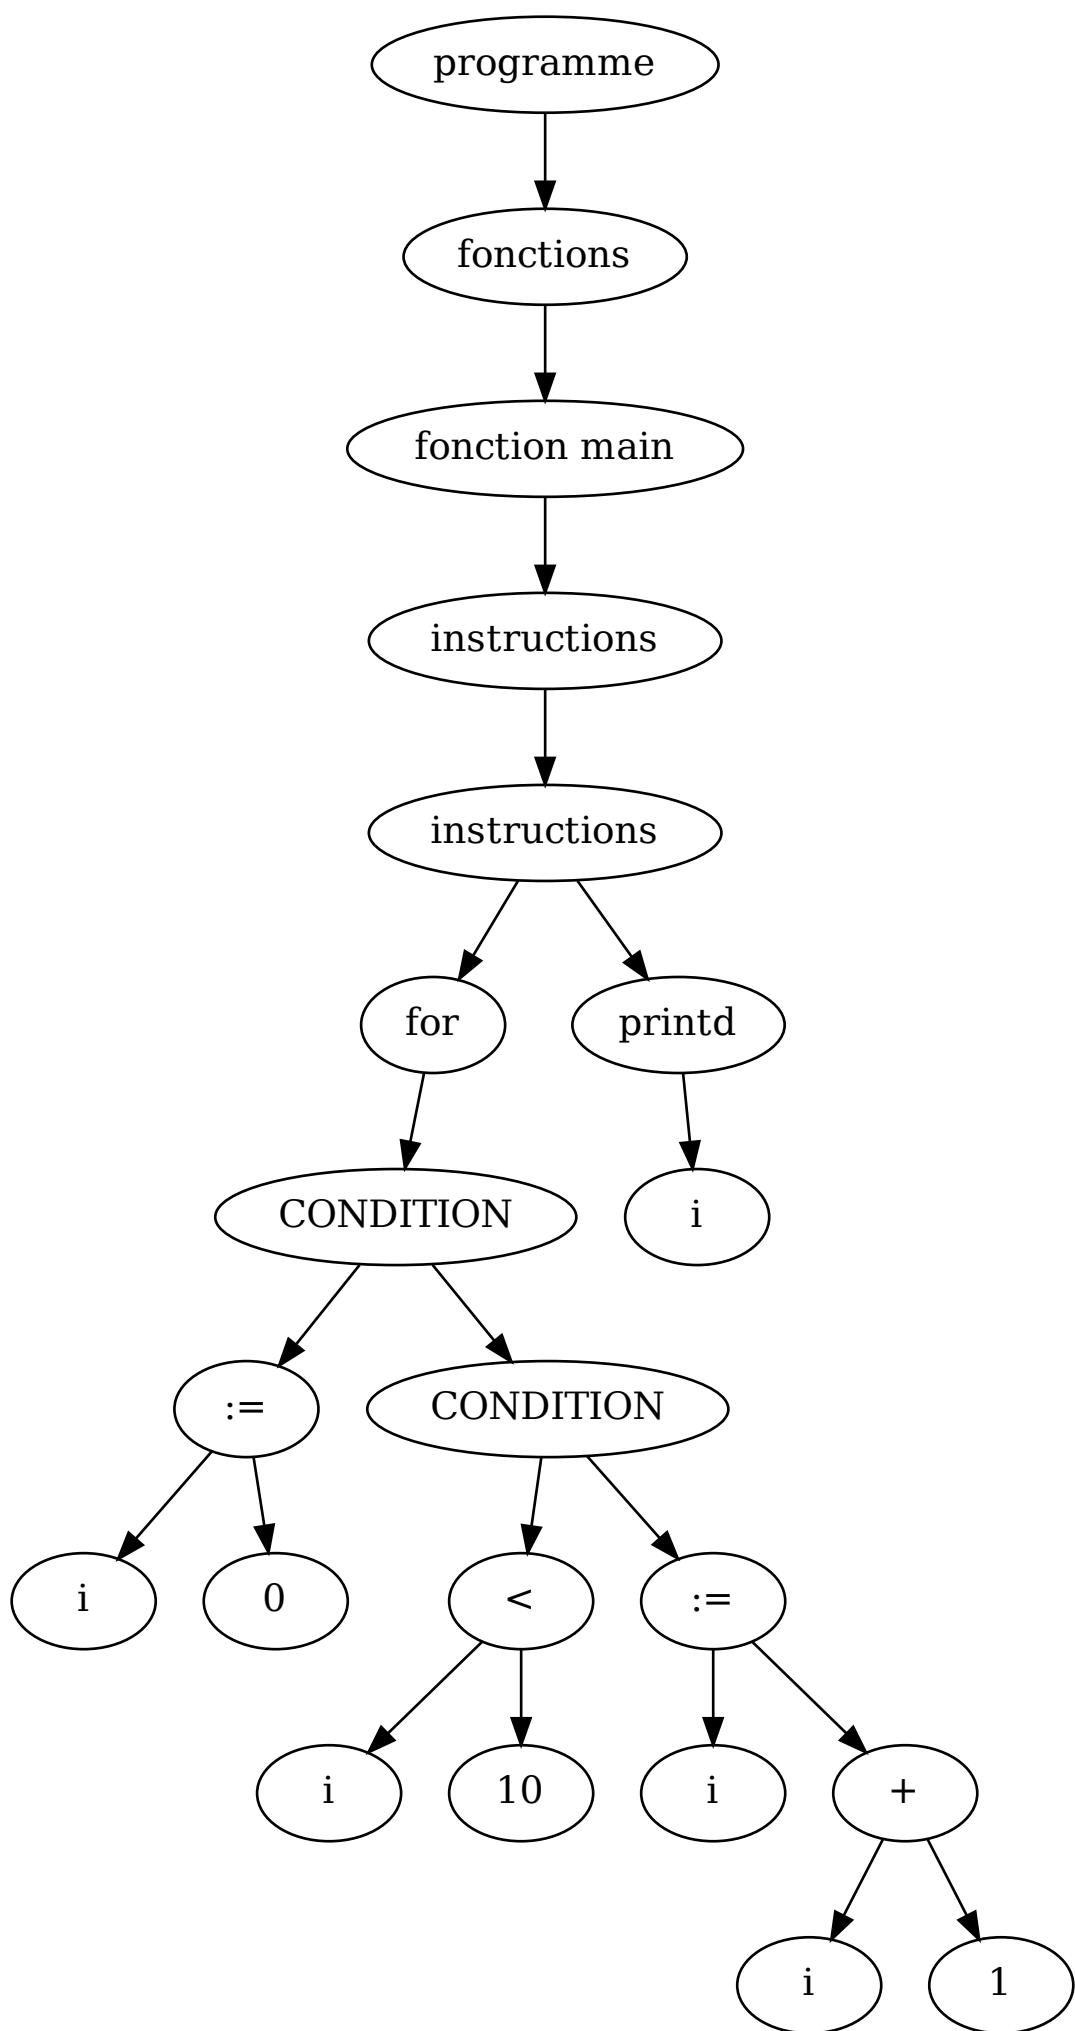 programme
fonctions
fonction main
instructions
instructions
for
printd
CONDITION
i
:=
CONDITION
i
0
<
:=
i
10
i
+
i
1